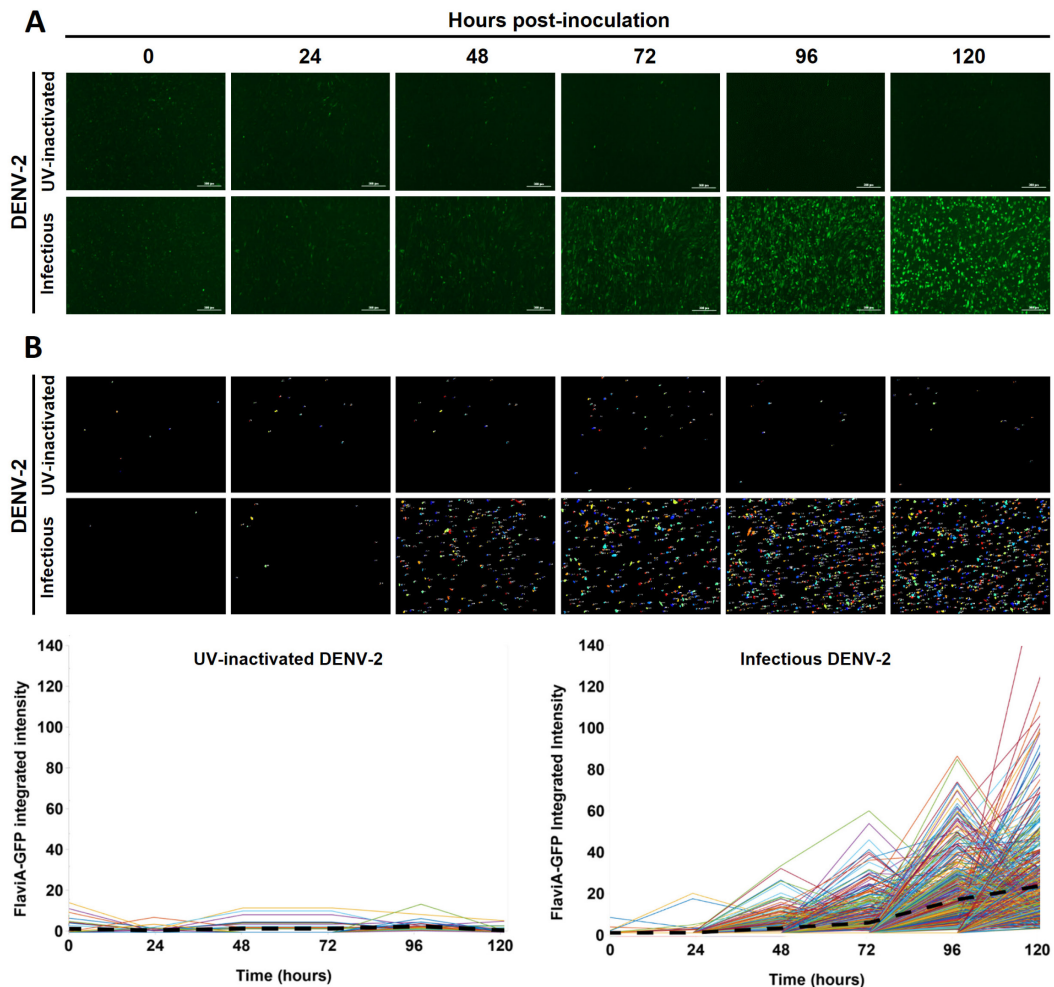 A
Hours post-inoculation
0 24 48 72 96 120
DENV-2
UV-inactivated
Infectious
B
DENV-2
UV-inactivated
Infectious
UV-inactivated DENV-2
FlaviA-GFP integrated intensity
140
120
100
80
60
40
20
0
0 24 48 72 96 120
Time (hours)
Infectious DENV-2
FlaviA-GFP Integrated Intensity
140
120
100
80
60
40
20
0
0 24 48 72 96 120
Time (hours)